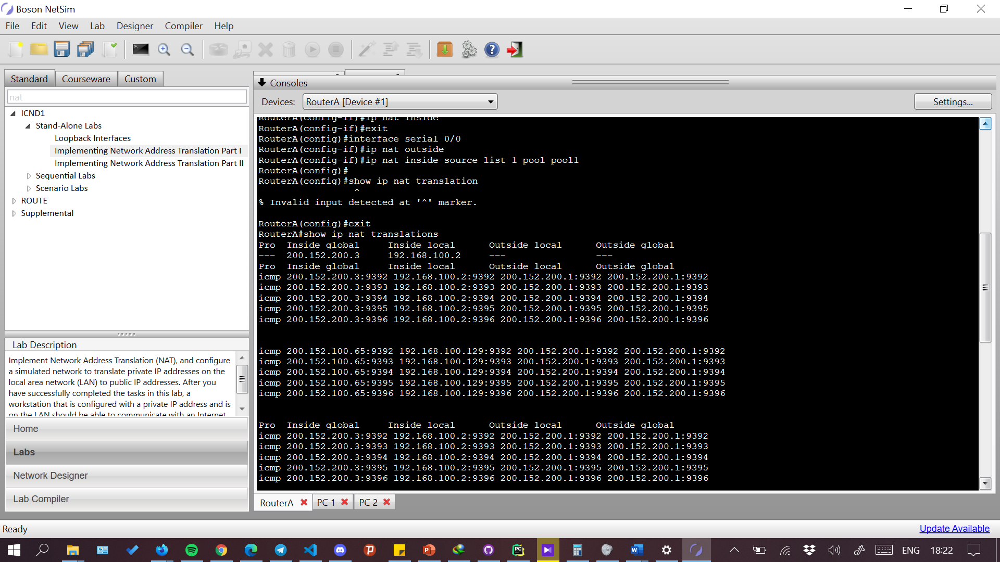 Boson NetSim
File Edit View Lab Designer Compiler Help
Standard Courseware Custom
nat
ICND1
Stand-Alone Labs
Loopback Interfaces
Implementing Network Address Translation Part I
Implementing Network Address Translation Part II
Sequential Labs
Scenario Labs
ROUTE
Supplemental
Lab Description
Implement Network Address Translation (NAT), and configure
a simulated network to translate private IP addresses on the
local area network (LAN) to public IP addresses. After you
have successfully completed the tasks in this lab, a
workstation that is configured with a private IP address and is
on the LAN should be able to communicate with an Internet
Home
Labs
Network Designer
Lab Compiler
Consoles
Devices: RouterA [Device #1] Settings...
RouterA(config-if)#ip nat inside
RouterA(config-if)#exit
RouterA(config)#interface serial 0/0
RouterA(config-if)#ip nat outside
RouterA(config-if)#ip nat inside source list 1 pool pool1
RouterA(config)#
RouterA(config)#show ip nat translation
^
% Invalid input detected at '^' marker.
RouterA(config)#exit
RouterA#show ip nat translations
Pro Inside global Inside local Outside local Outside global
--- 200.152.200.3 192.168.100.2 --- ---
Pro Inside global Inside local Outside local Outside global
icmp 200.152.200.3:9392 192.168.100.2:9392 200.152.200.1:9392 200.152.200.1:9392
icmp 200.152.200.3:9393 192.168.100.2:9393 200.152.200.1:9393 200.152.200.1:9393
icmp 200.152.200.3:9394 192.168.100.2:9394 200.152.200.1:9394 200.152.200.1:9394
icmp 200.152.200.3:9395 192.168.100.2:9395 200.152.200.1:9395 200.152.200.1:9395
icmp 200.152.200.3:9396 192.168.100.2:9396 200.152.200.1:9396 200.152.200.1:9396
icmp 200.152.100.65:9392 192.168.100.129:9392 200.152.200.1:9392 200.152.200.1:9392
icmp 200.152.100.65:9393 192.168.100.129:9393 200.152.200.1:9393 200.152.200.1:9393
icmp 200.152.100.65:9394 192.168.100.129:9394 200.152.200.1:9394 200.152.200.1:9394
icmp 200.152.100.65:9395 192.168.100.129:9395 200.152.200.1:9395 200.152.200.1:9395
icmp 200.152.100.65:9396 192.168.100.129:9396 200.152.200.1:9396 200.152.200.1:9396
Pro Inside global Inside local Outside local Outside global
icmp 200.152.200.3:9392 192.168.100.2:9392 200.152.200.1:9392 200.152.200.1:9392
icmp 200.152.200.3:9393 192.168.100.2:9393 200.152.200.1:9393 200.152.200.1:9393
icmp 200.152.200.3:9394 192.168.100.2:9394 200.152.200.1:9394 200.152.200.1:9394
icmp 200.152.200.3:9395 192.168.100.2:9395 200.152.200.1:9395 200.152.200.1:9395
icmp 200.152.200.3:9396 192.168.100.2:9396 200.152.200.1:9396 200.152.200.1:9396
RouterA PC 1 PC 2
Ready Update Available
ENG 18:22